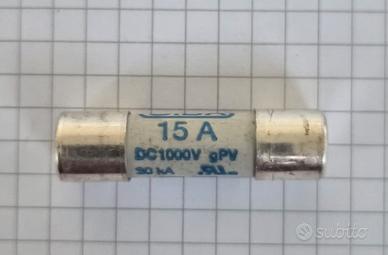 15 A
DC1000V gPV
30 kA
subito